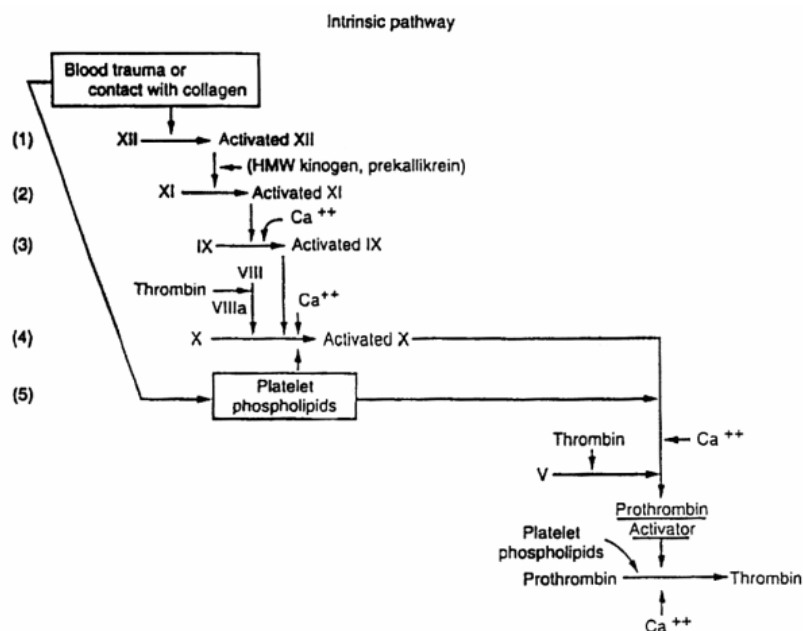 Intrinsic pathway
Blood trauma or
contact with collagen
(1) XII Activated XII
(HMW kinogen, prekallikrein)
(2) XI Activated XI
Ca ++
(3) IX Activated IX
VIII
Thrombin
VIIIa
Ca++
(4) X Activated X
(5) Platelet
phospholipids
Thrombin
Ca ++
V
Prothrombin
Activator
Platelet
phospholipids
Prothrombin Thrombin
Ca ++